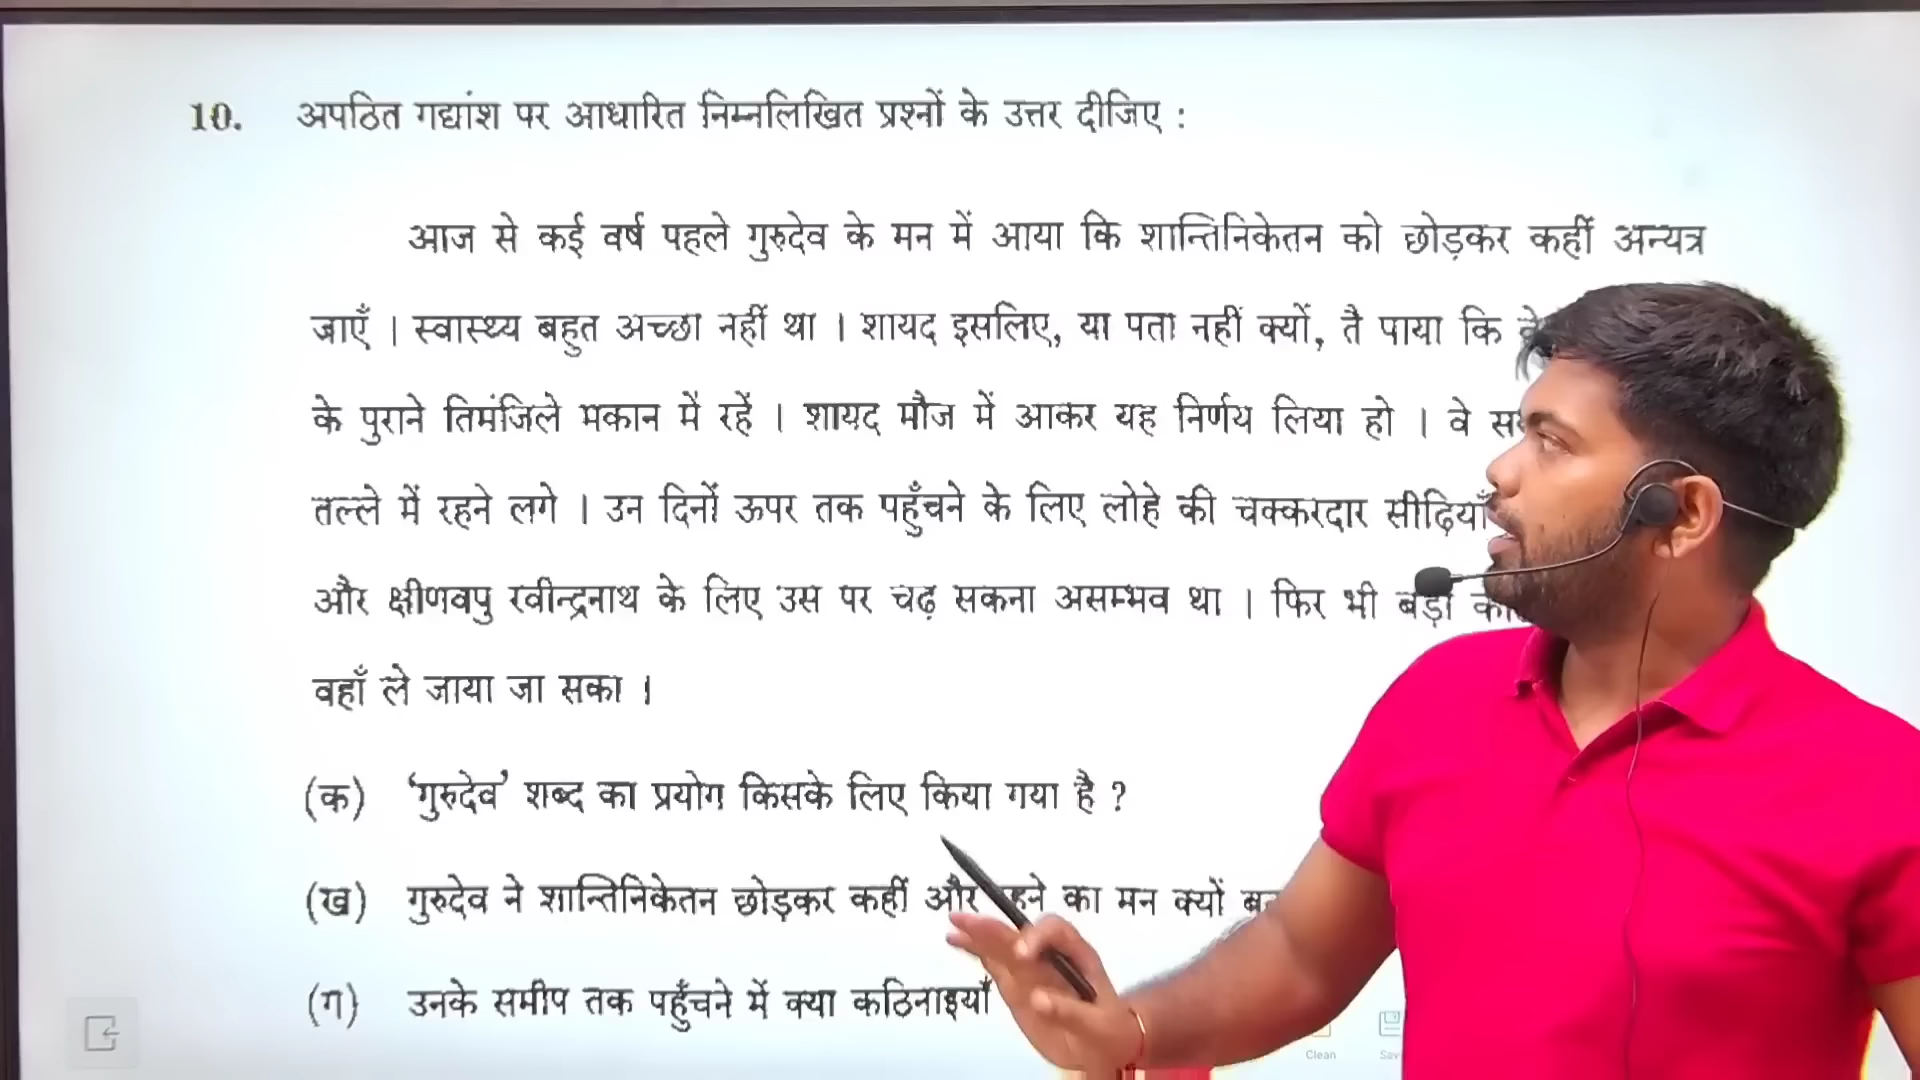 10. अपठित गद्यांश पर आधारित निम्नलिखित प्रश्नों के उत्तर दीजिए :
आज से कई वर्ष पहले गुरुदेव के मन में आया कि शान्तिनिकेतन को छोड़कर कहीं अन्यत्र
जाएँ । स्वास्थ्य बहुत अच्छा नहीं था । शायद इसलिए, या पता नहीं क्यों, तै पाया कि
के पुराने तिमंजिले मकान में रहें । शायद मौज में आकर यह निर्णय लिया हो । वे
तल्ले में रहने लगे । उन दिनों ऊपर तक पहुँचने के लिए लोहे की चक्करदार सीढ़ियाँ
और क्षीणवपु रवीन्द्रनाथ के लिए उस पर चढ़ सकना असम्भव था । फिर भी बड़ी
वहाँ ले जाया जा सका ।
(क) 'गुरुदेव' शब्द का प्रयोग किसके लिए किया गया है ?
(ख) गुरुदेव ने शान्तिनिकेतन छोड़कर कहीं और का मन क्यों
(ग) उनके समीप तक पहुँचने में क्या कठिनाइयाँ
Clean